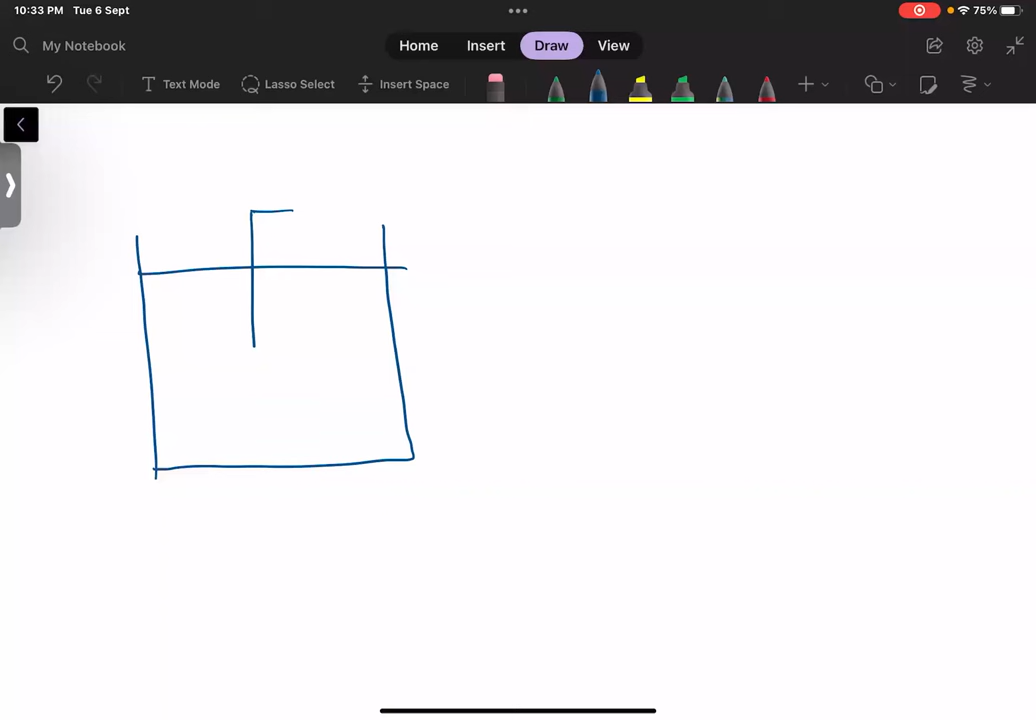 10:33 PM Tue 6 Sept 75%
My Notebook Home Insert Draw View
Text Mode Lasso Select Insert Space